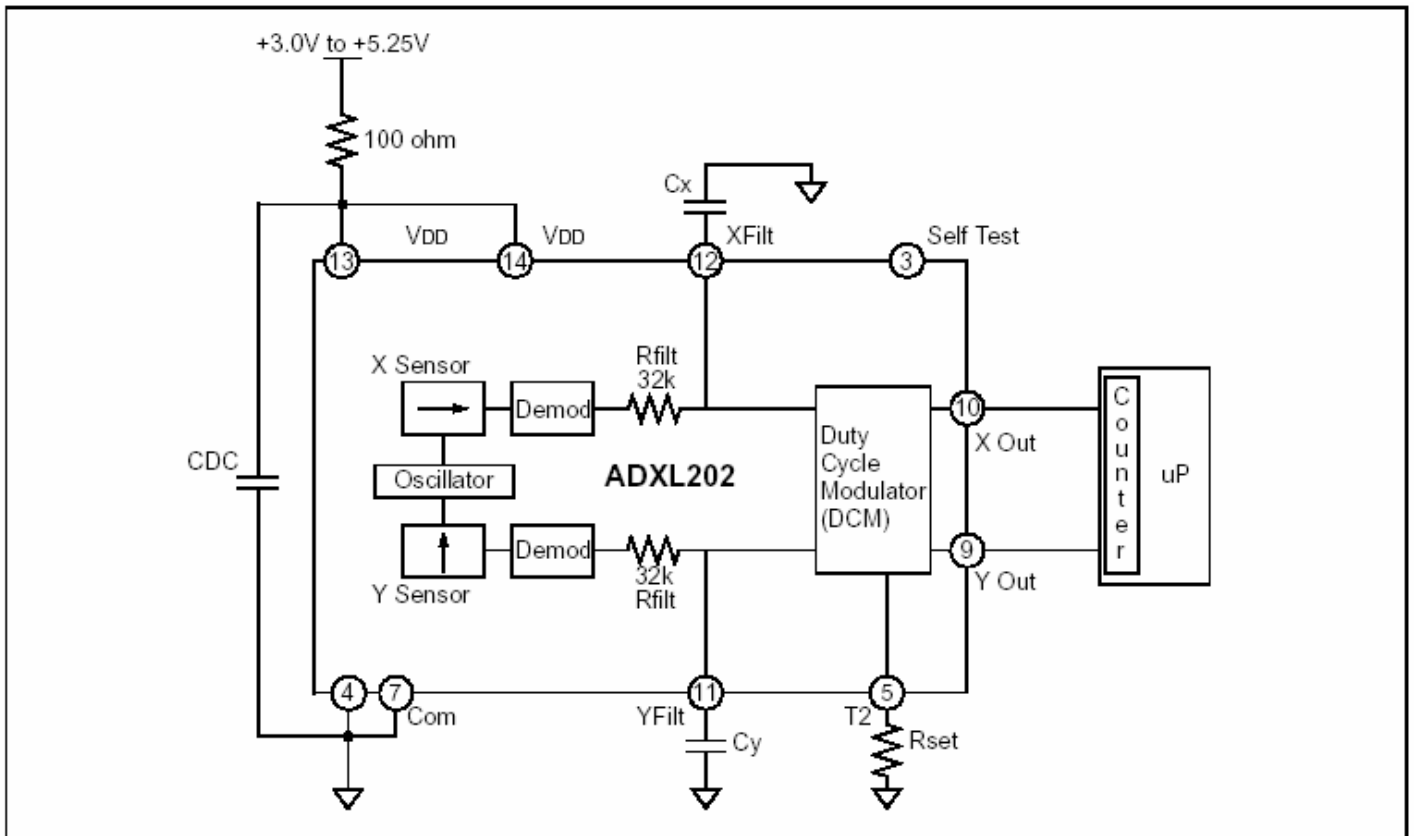 +3.0V to +5.25V
100 ohm
Cx
VDD
VDD
XFilt
Self Test
13
14
12
3
X Sensor
Rfilt
32k
Demod
10
X Out
Duty
Cycle
Modulator
(DCM)
Counter
uP
CDC
Oscillator
ADXL202
Demod
9
Y Out
32k
Rfilt
Y Sensor
4
7
11
5
Com
YFilt
T2
Cy
Rset